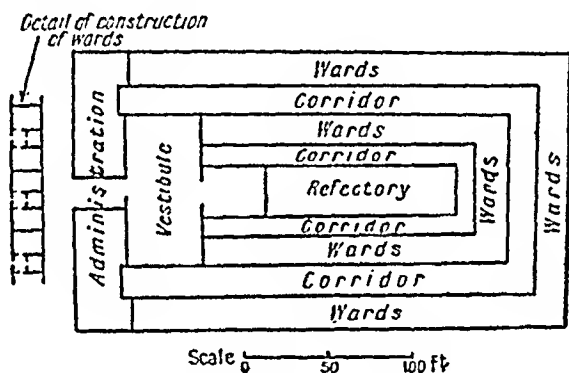 Detail of construction
of wards
Wards
Corridor
Wards
Corridor
Administration
Vestibule
Refectory
Wards
Wards
Corridor
Wards
Corridor
Wards
Scale 0 50 100 ft